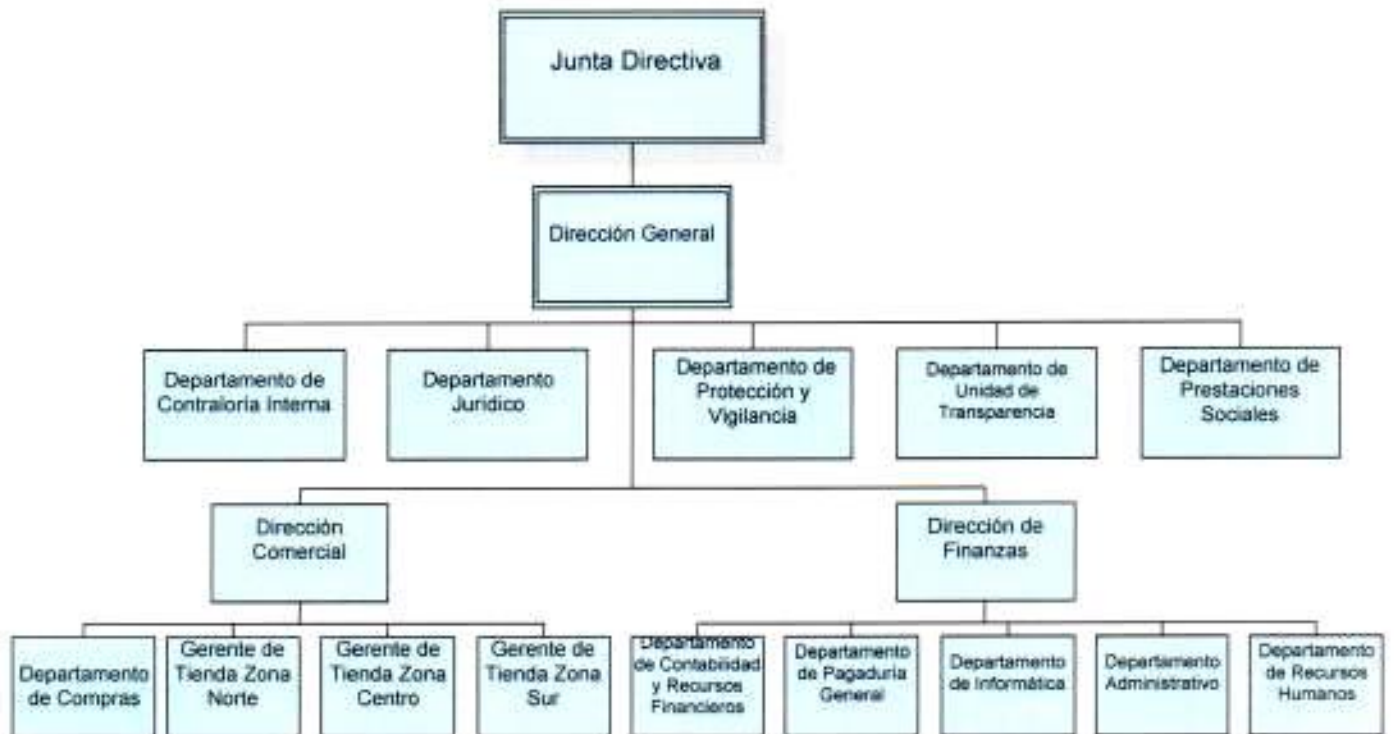 Junta Directiva
Dirección General
Departamento de
Contraloría Interna
Departamento
Jurídico
Departamento de
Protección y
Vigilancia
Departamento de
Unidad de
Transparencia
Departamento de
Prestaciones
Sociales
Dirección
Comercial
Dirección de
Finanzas
Departamento
de Compras
Gerente de
Tienda Zona
Norte
Gerente de
Tienda Zona
Centro
Gerente de
Tienda Zona
Sur
Departamento
de Contabilidad
y Recursos
Financieros
Departamento
de Pagaduría
General
Departamento
de Informática
Departamento
Administrativo
Departamento
de Recursos
Humanos